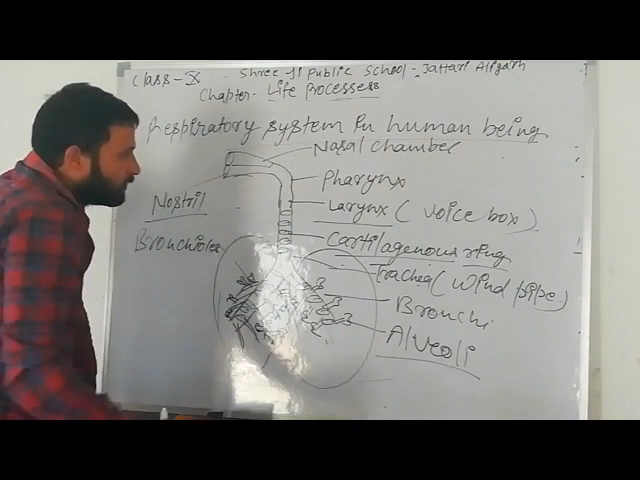 Class-X Shree Ji Public School - Jattari Aligarh
Chapter- Life Processess
Respiratory system in human being
Nasal chamber
Pharynx
Nostril
Larynx (voice box)
Bronchioles
Cartilagenous ring
Trachea (wind pipe)
Bronchi
Alveoli